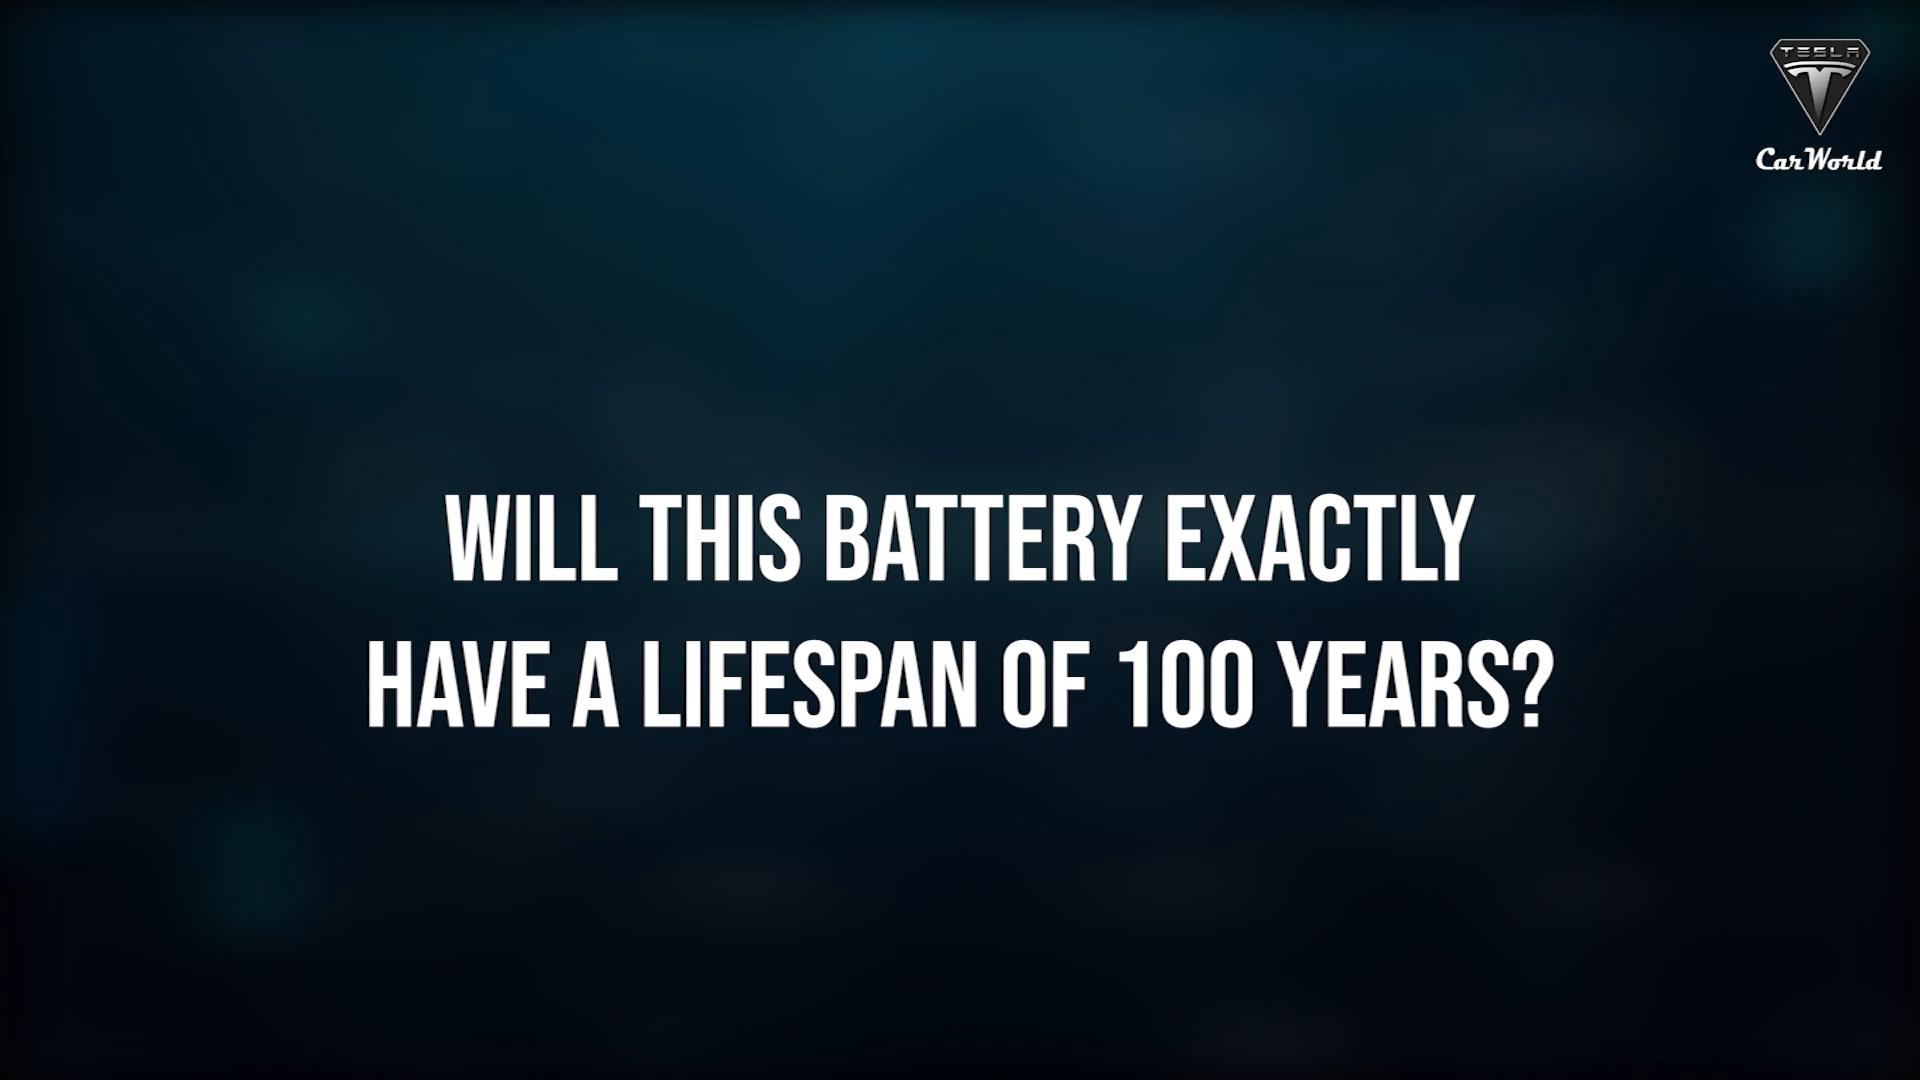 TESLA
CarWorld
WILL THIS BATTERY EXACTLY
HAVE A LIFESPAN OF 100 YEARS?